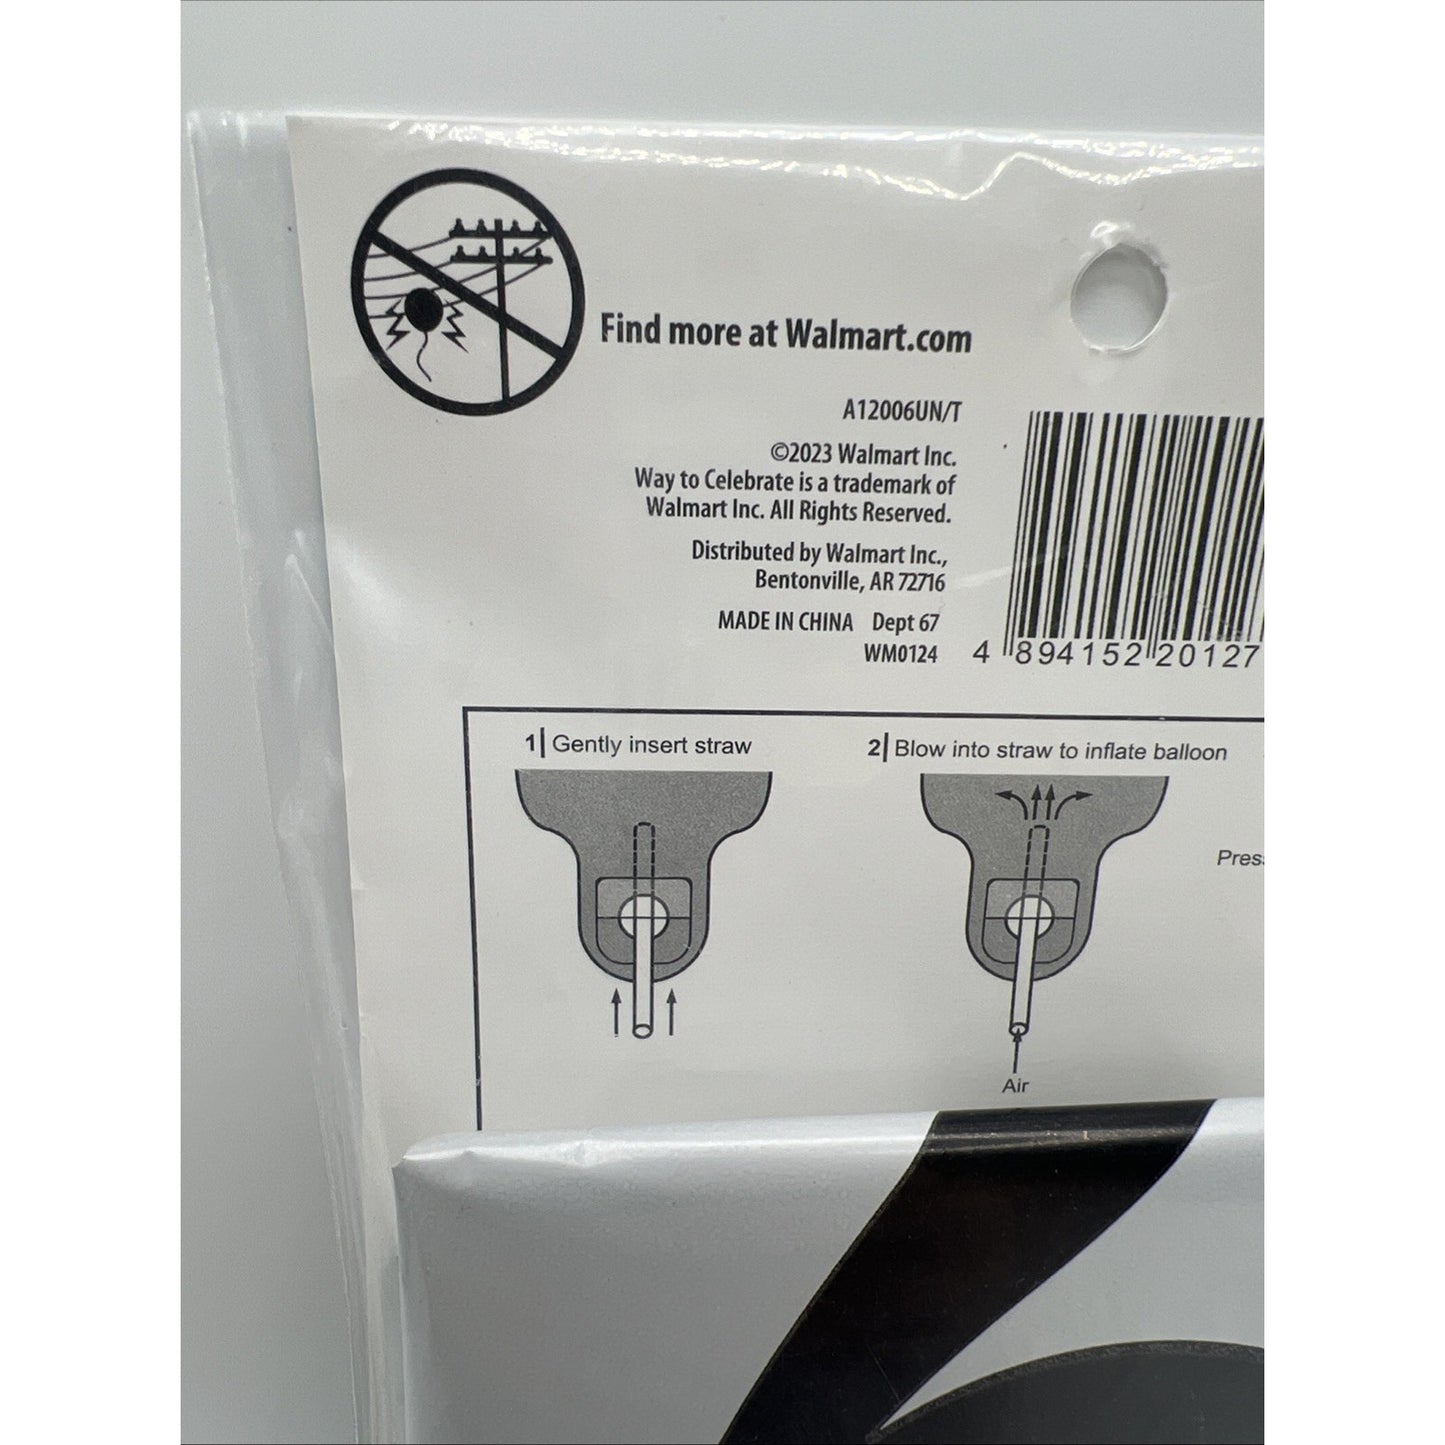 Find more at Walmart.com
A12006UN/T
©2023 Walmart Inc.
Way to Celebrate is a trademark of
Walmart Inc. All Rights Reserved.
Distributed by Walmart Inc.,
Bentonville, AR 72716
MADE IN CHINA Dept 67
WM0124
4 894152 20127
1| Gently insert straw
2| Blow into straw to inflate balloon
Air